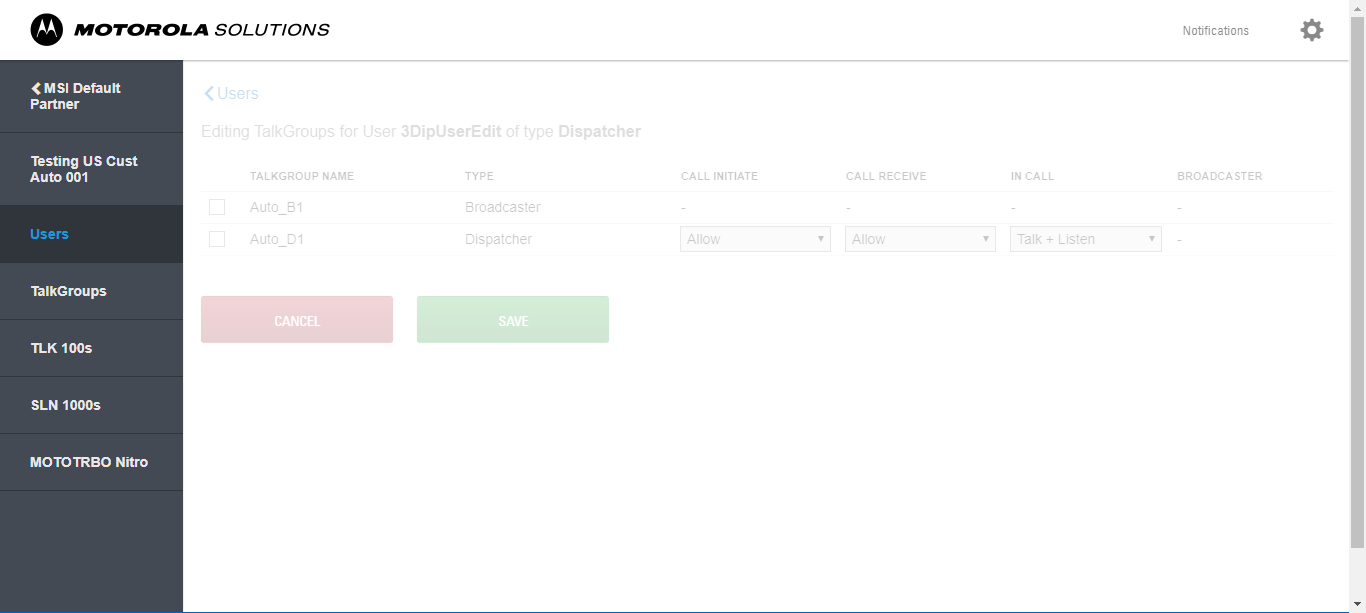 MOTOROLA SOLUTIONS
Notifications
MSI Default
Partner
Testing US Cust
Auto 001
Users
TalkGroups
TLK 100s
SLN 1000s
MOTOTRBO Nitro
Users
Editing TalkGroups for User 3DipUserEdit of type Dispatcher
TALKGROUP NAME TYPE CALL INITIATE CALL RECEIVE IN CALL BROADCASTER
Auto_B1 Broadcaster - - - -
Auto_D1 Dispatcher Allow Allow Talk + Listen -
CANCEL SAVE